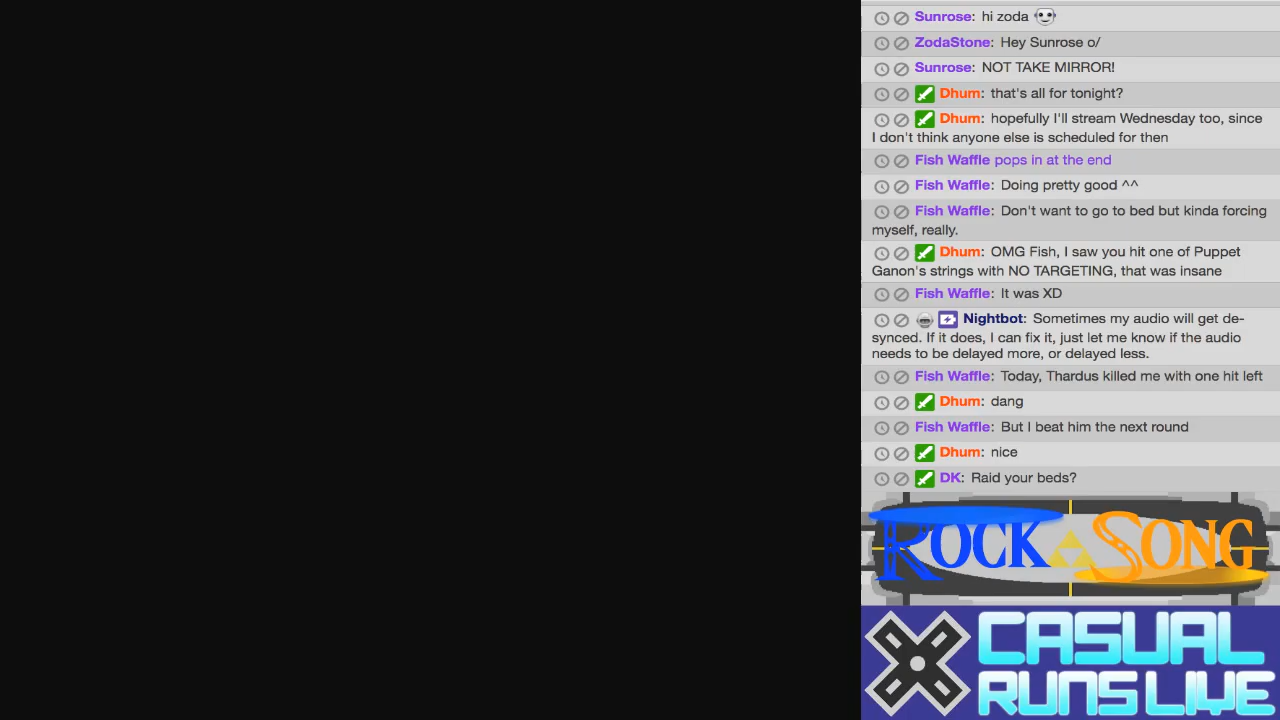 Sunrose: hi zoda
ZodaStone: Hey Sunrose o/
Sunrose: NOT TAKE MIRROR!
Dhum: that's all for tonight?
Dhum: hopefully I'll stream Wednesday too, since
I don't think anyone else is scheduled for then
Fish Waffle pops in at the end
Fish Waffle: Doing pretty good ^^
Fish Waffle: Don't want to go to bed but kinda forcing
myself, really.
Dhum: OMG Fish, I saw you hit one of Puppet
Ganon's strings with NO TARGETING, that was insane
Fish Waffle: It was XD
Nightbot: Sometimes my audio will get de-
synced. If it does, I can fix it, just let me know if the audio
needs to be delayed more, or delayed less.
Fish Waffle: Today, Thardus killed me with one hit left
Dhum: dang
Fish Waffle: But I beat him the next round
Dhum: nice
DK: Raid your beds?
ROCK SONG
CASUAL
RUNS LIVE